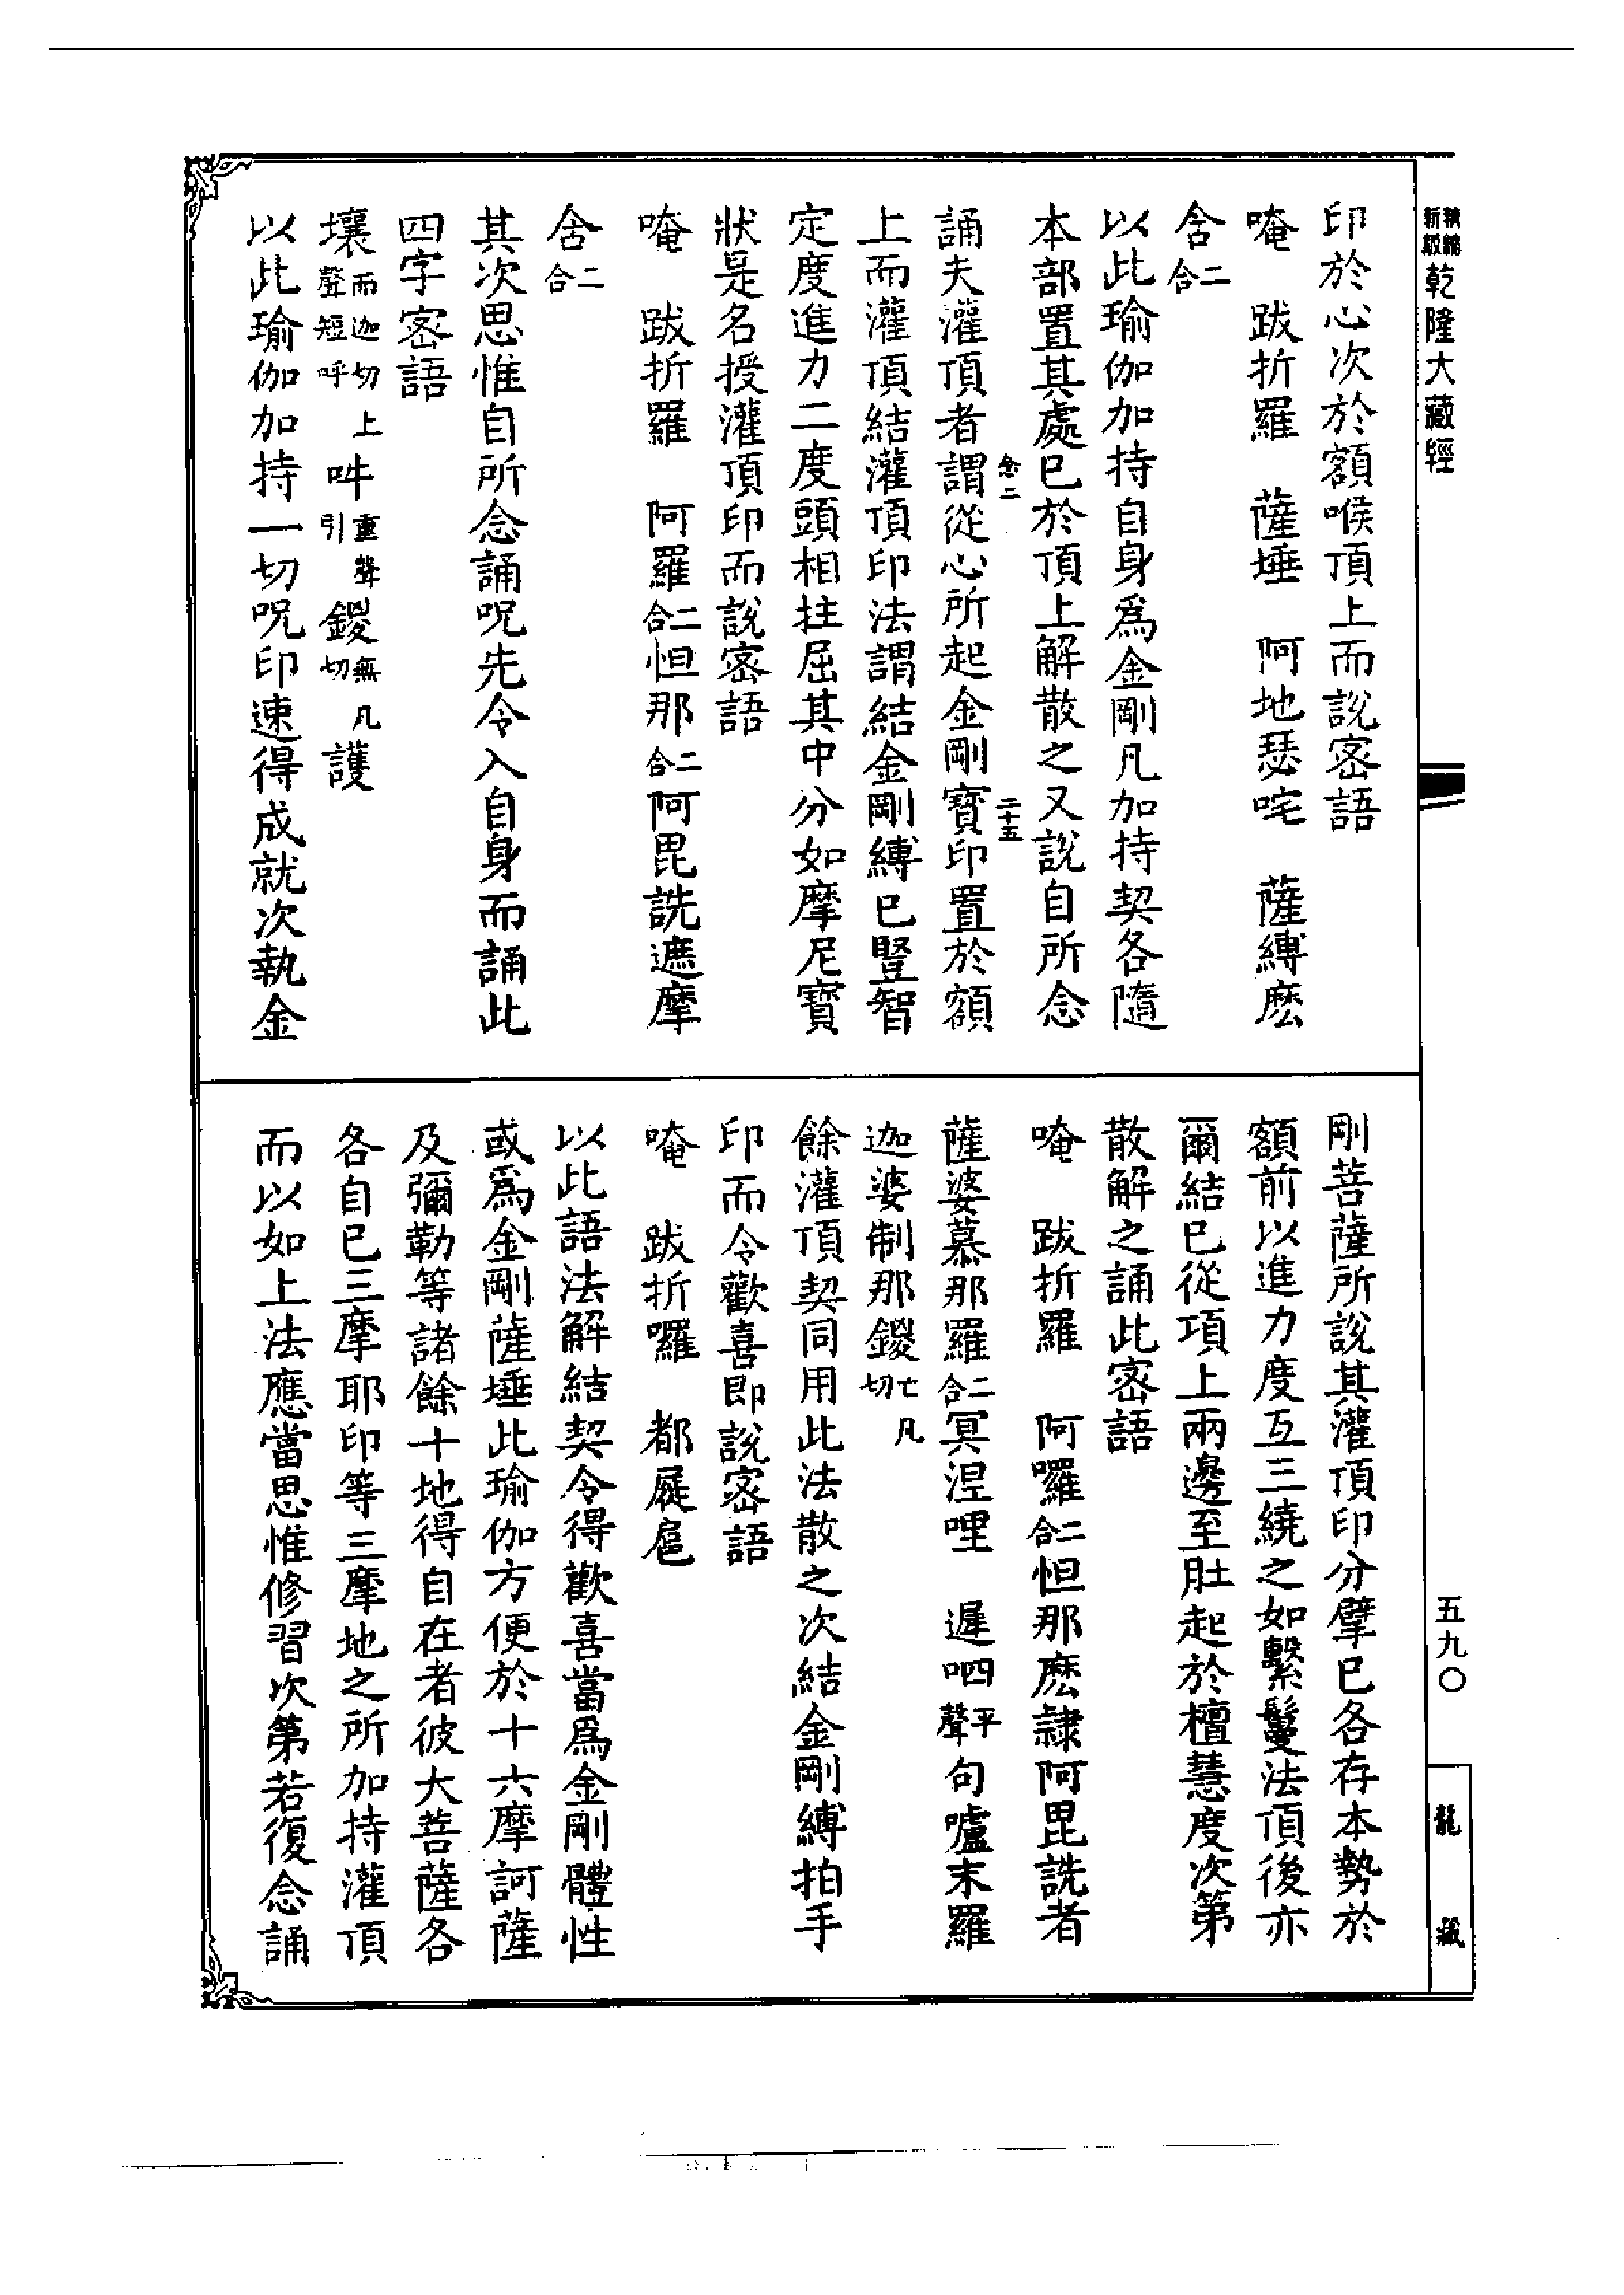 乾隆大藏經
印於心次於額喉頂上而說密語
唵　跋折羅　薩埵　阿地瑟咤　薩縛麽
含二合
以此瑜伽加持自身爲金剛凡加持契各隨
本部置其處已於頂上解散之又說自所念
念二　二十五
誦夫灌頂者謂從心所起金剛寶印置於額
上而灌頂結灌頂印法謂結金剛縛已豎智
定度進力二度頭相拄屈其中分如摩尼寶
狀是名授灌頂印而說密語
唵　跋折羅　阿羅二合怛那二合阿毘詵遮摩
含二合
其次思惟自所念誦呪先令入自身而誦此
四字密語
壤而迦切上聲短呼吽重聲引鑁無凡切護
以此瑜伽加持一切呪印速得成就次執金
剛菩薩所說其灌頂印分擘已各存本勢於
額前以進力度互三繞之如繫鬘法頂後亦
爾結已從項上兩邊至肚起於檀慧度次第
散解之誦此密語
唵　跋折羅　阿囉二合怛那麽隷阿毘詵者
薩婆慕那羅二合冥涅哩　遲呬平聲句嚧末羅
迦婆制那鑁亡凡切
餘灌頂契同用此法散之次結金剛縛拍手
印而令歡喜即說密語
唵　跋折囉　都屣扈
以此語法解結契令得歡喜當爲金剛體性
或爲金剛薩埵此瑜伽方便於十六摩訶薩
及彌勒等諸餘十地得自在者彼大菩薩各
各自已三摩耶印等三摩地之所加持灌頂
而以如上法應當思惟修習次第若復念誦
五九〇
龍藏